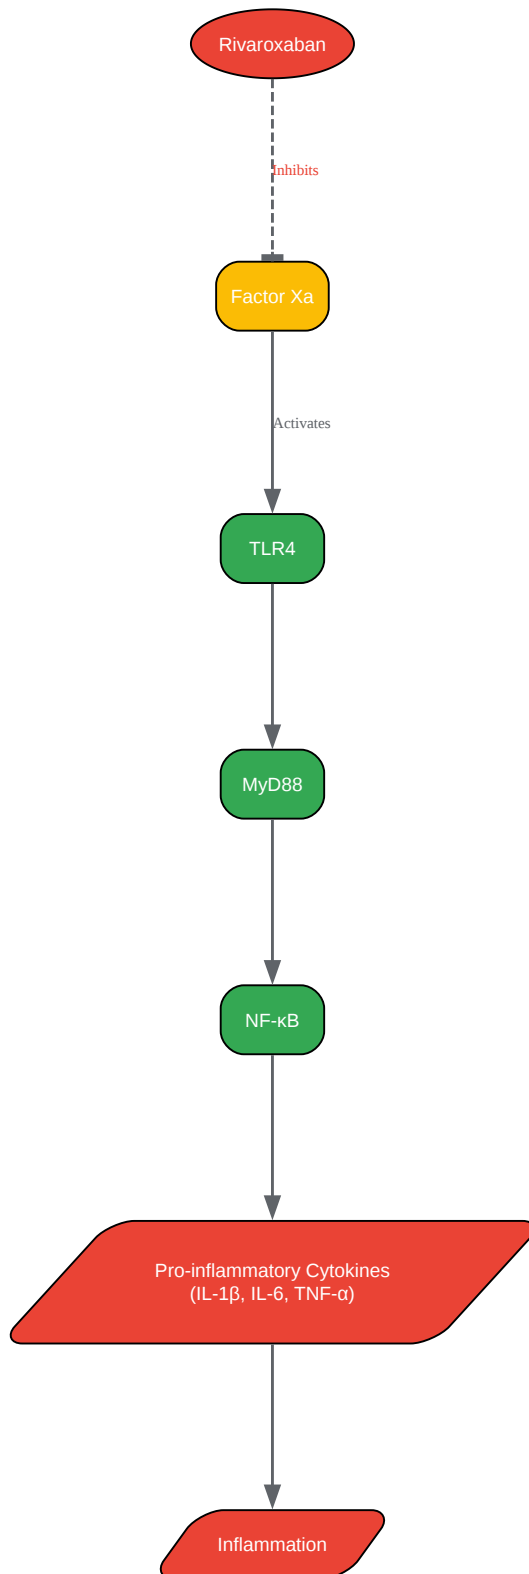 Rivaroxaban
Inhibits
Factor Xa
Activates
TLR4
MyD88
NF-κB
Pro-inflammatory Cytokines
(IL-1β, IL-6, TNF-α)
Inflammation